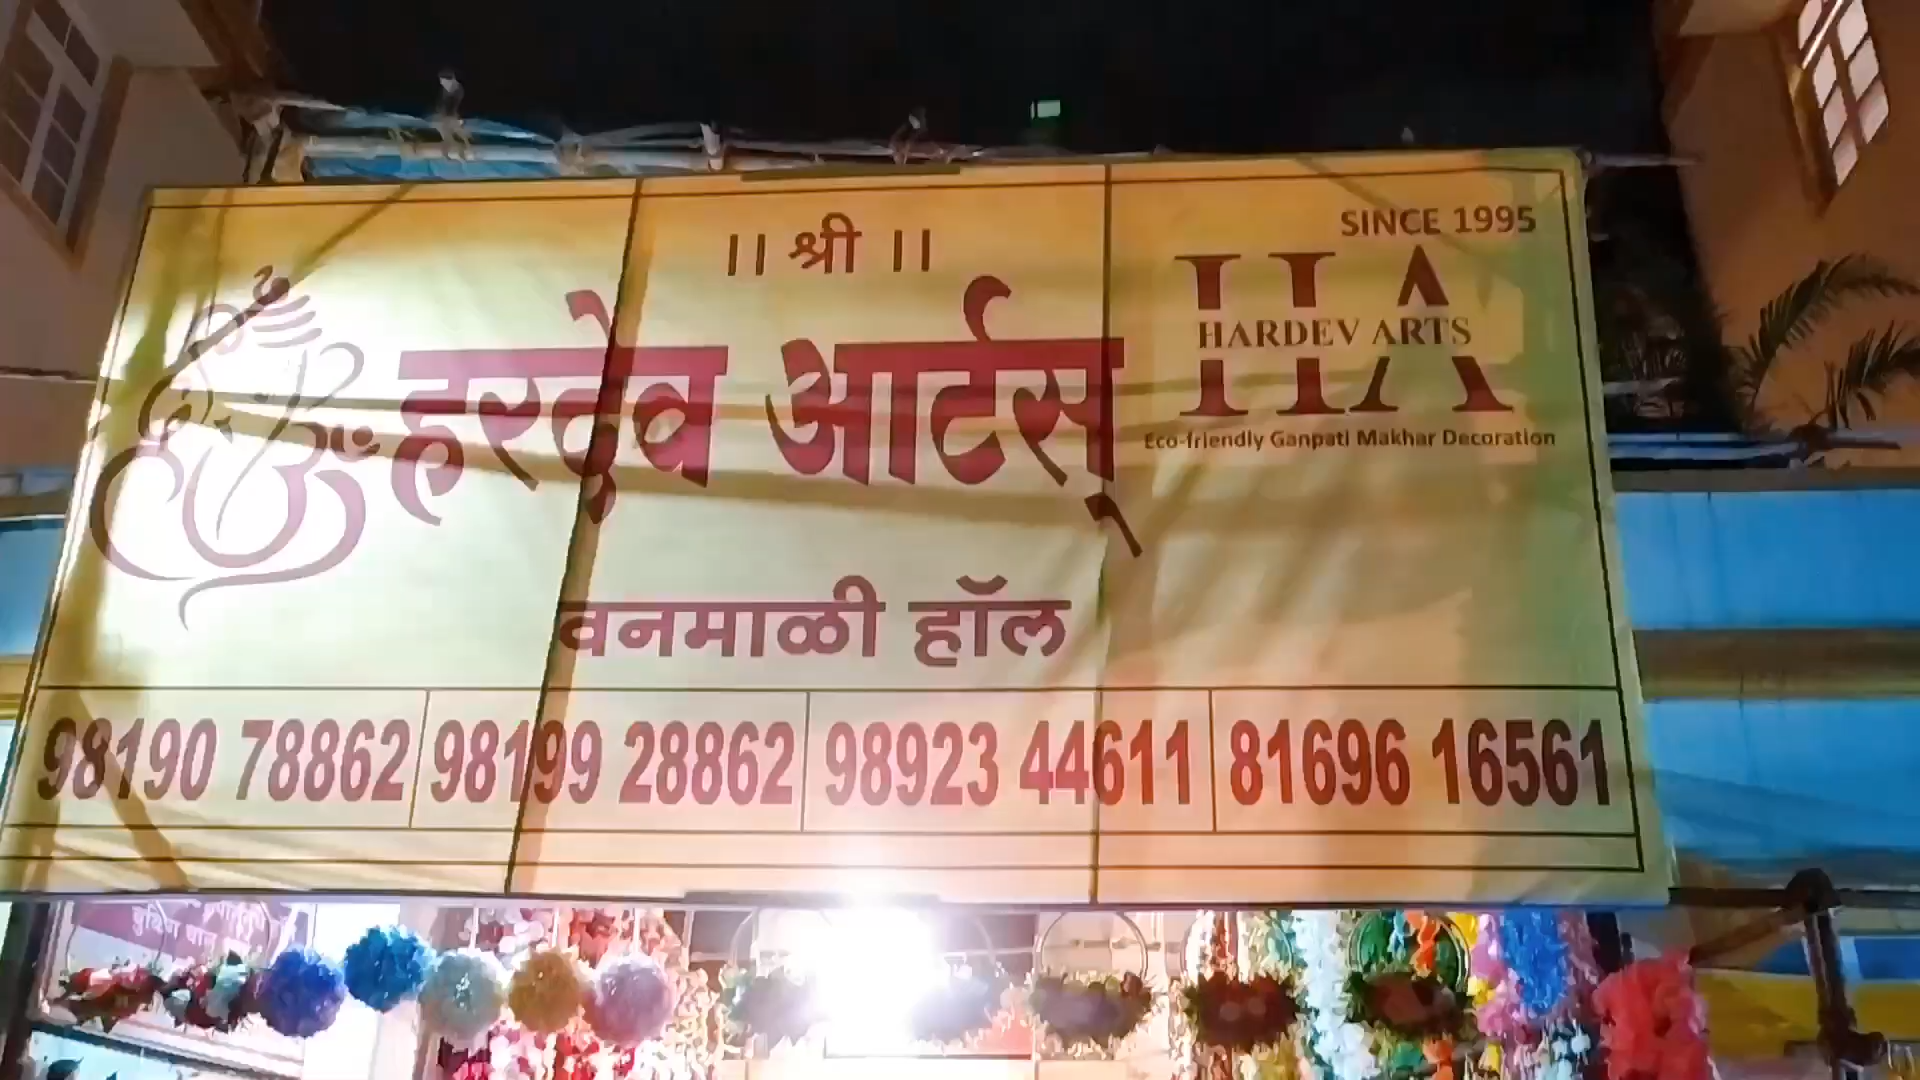 SINCE 1995
।। श्री ।।
HA
HARDEV ARTS
हरदेव आर्टस्
Eco-friendly Ganpati Makhar Decoration
वनमाळी हॉल
98190 78862 98199 28862 98923 44611 81696 16561